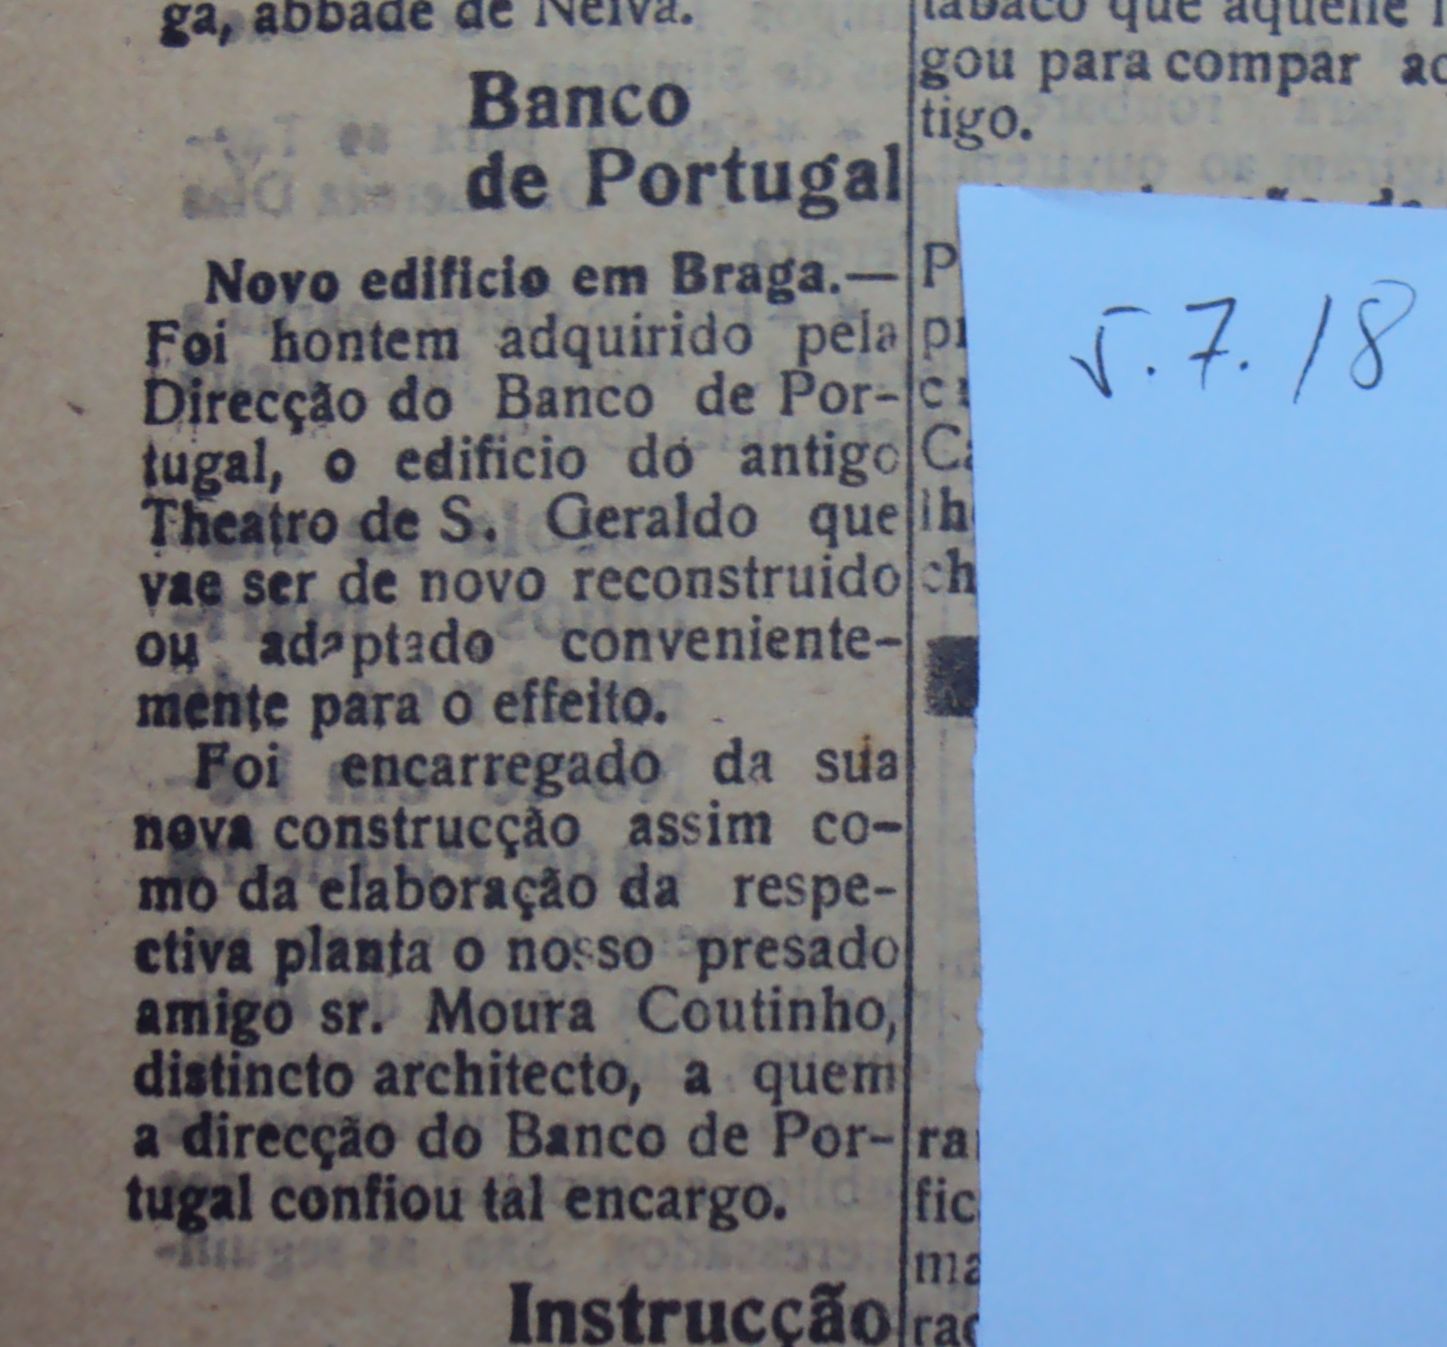 ga, abbade de Neiva.
Banco
de Portugal
Novo edificio em Braga.—
Foi hontem adquirido pela
Direcção do Banco de Por-
tugal, o edificio do antigo
Theatro de S. Geraldo que
vae ser de novo reconstruido
ou adaptado conveniente-
mente para o effeito.
Foi encarregado da sua
nova construcção assim co-
mo da elaboração da respe-
ctiva planta o nosso presado
amigo sr. Moura Coutinho,
distincto architecto, a quem
a direcção do Banco de Por-
tugal confiou tal encargo.
Instrucção
tabaco que aquelle
gou para compar
tigo.
5.7.18